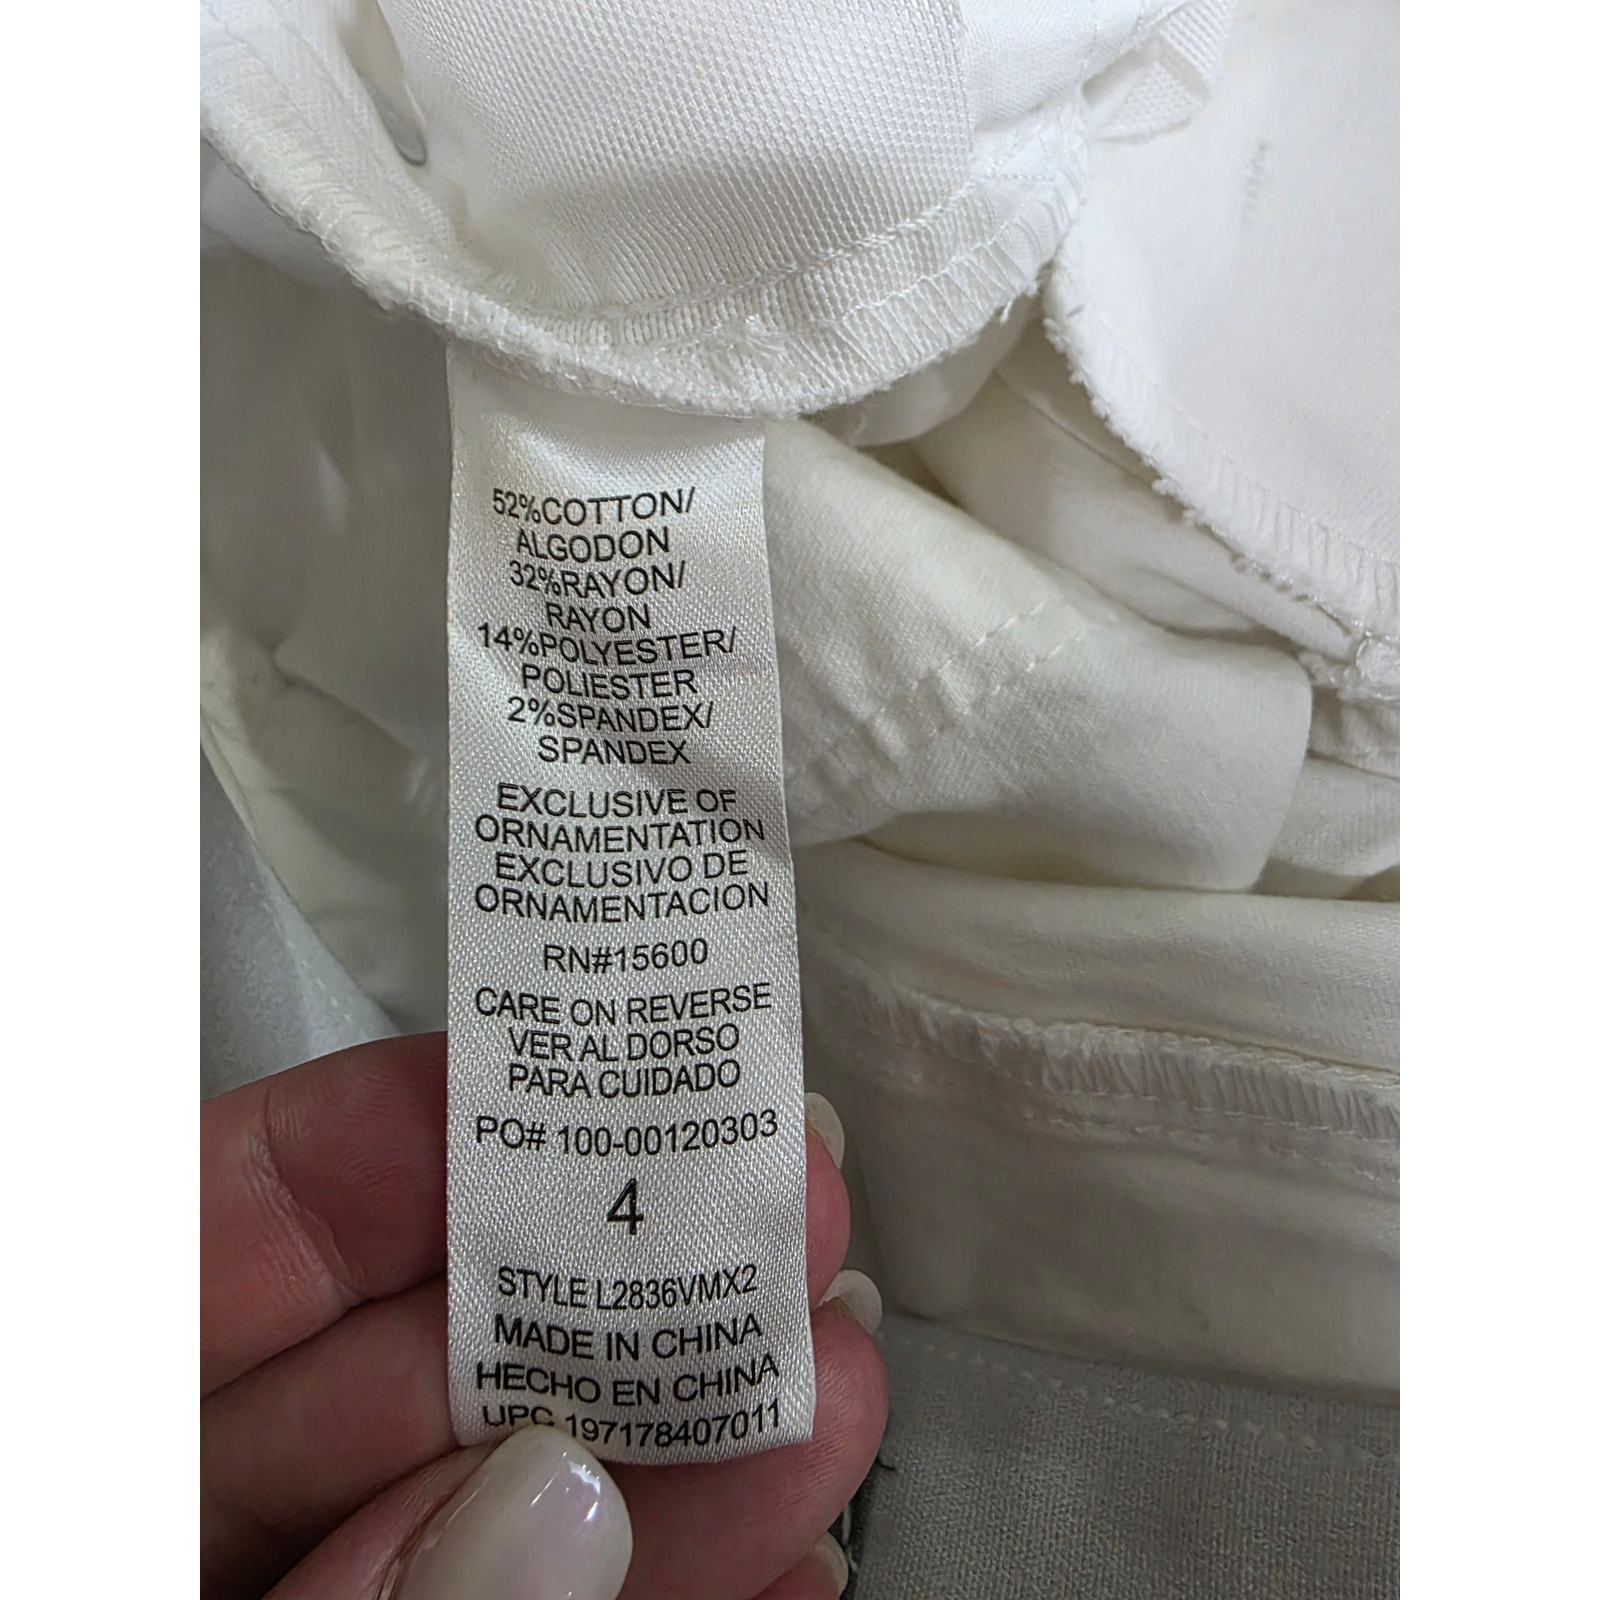 52%COTTON/
ALGODON
32%RAYON/
RAYON
14%POLYESTER/
POLIESTER
2%SPANDEX/
SPANDEX
EXCLUSIVE OF
ORNAMENTATION
EXCLUSIVO DE
ORNAMENTACION
RN#15600
CARE ON REVERSE
VER AL DORSO
PARA CUIDADO
PO# 100-00120303
4
STYLE L2836VMX2
MADE IN CHINA
HECHO EN CHINA
UPC 197178407011